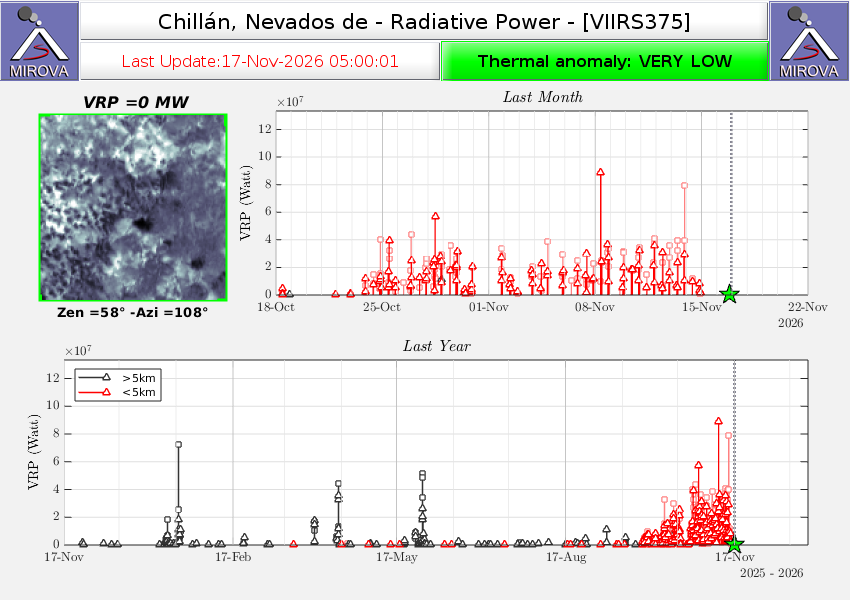 MIROVA
Chillán, Nevados de - Radiative Power - [VIIRS375]
MIROVA
Last Update:17-Nov-2026 05:00:01
Thermal anomaly: VERY LOW
VRP =0 MW
Zen =58° -Azi =108°
Last Month
×10⁷
VRP (Watt)
12
10
8
6
4
2
0
18-Oct 25-Oct 01-Nov 08-Nov 15-Nov 22-Nov
2026
Last Year
×10⁷
VRP (Watt)
12
10
8
6
4
2
0
>5km
<5km
17-Nov 17-Feb 17-May 17-Aug 17-Nov
2025 - 2026